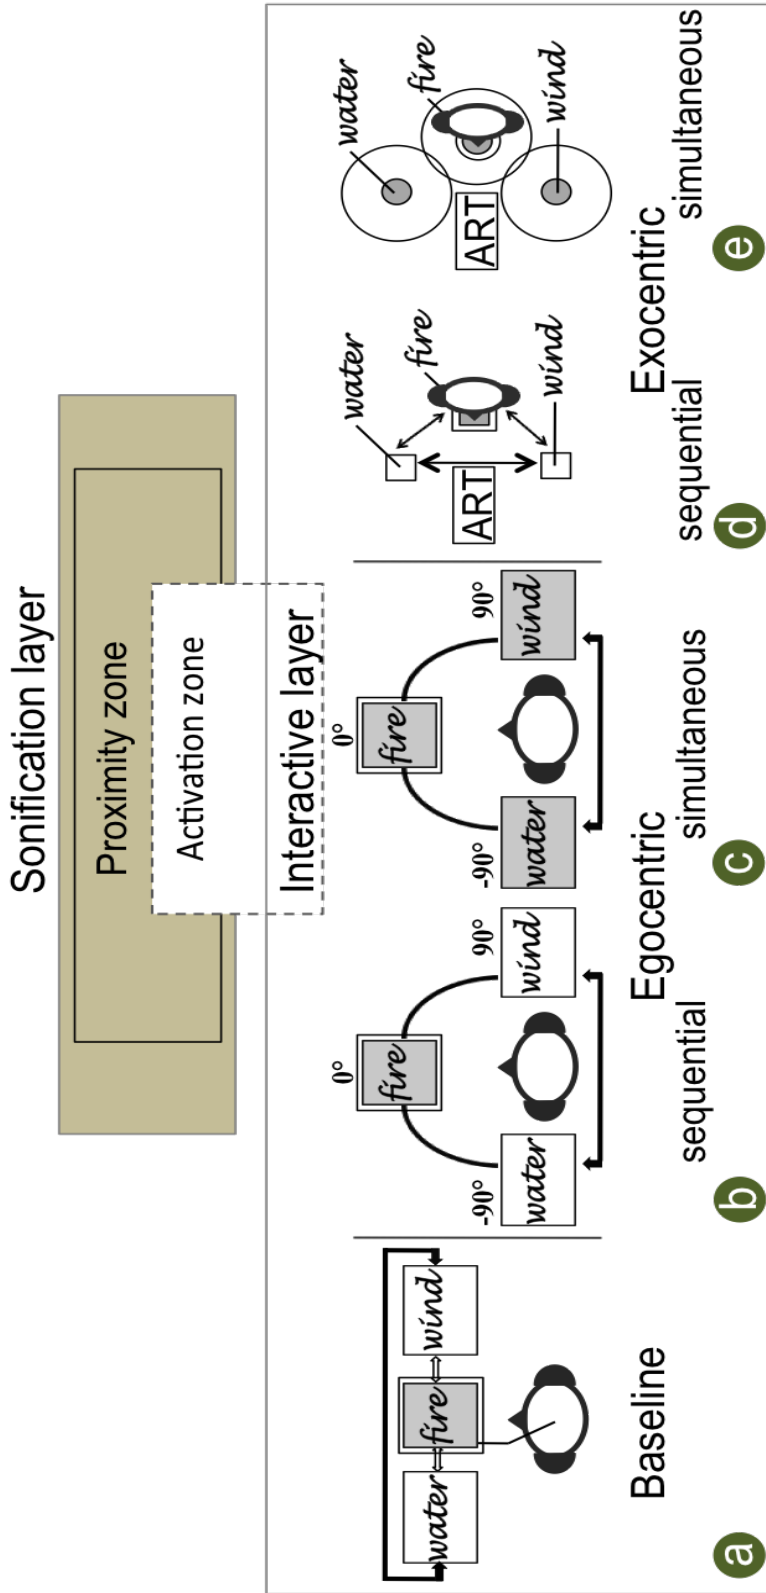 Sonification layer
Proximity zone
Activation zone
Interactive layer
water
fire
wind
Baseline
a
-90°
0°
90°
water
fire
wind
sequential
b
-90°
0°
90°
water
fire
wind
simultaneous
c
Egocentric
water
fire
wind
ART
sequential
d
water
fire
wind
ART
simultaneous
e
Exocentric